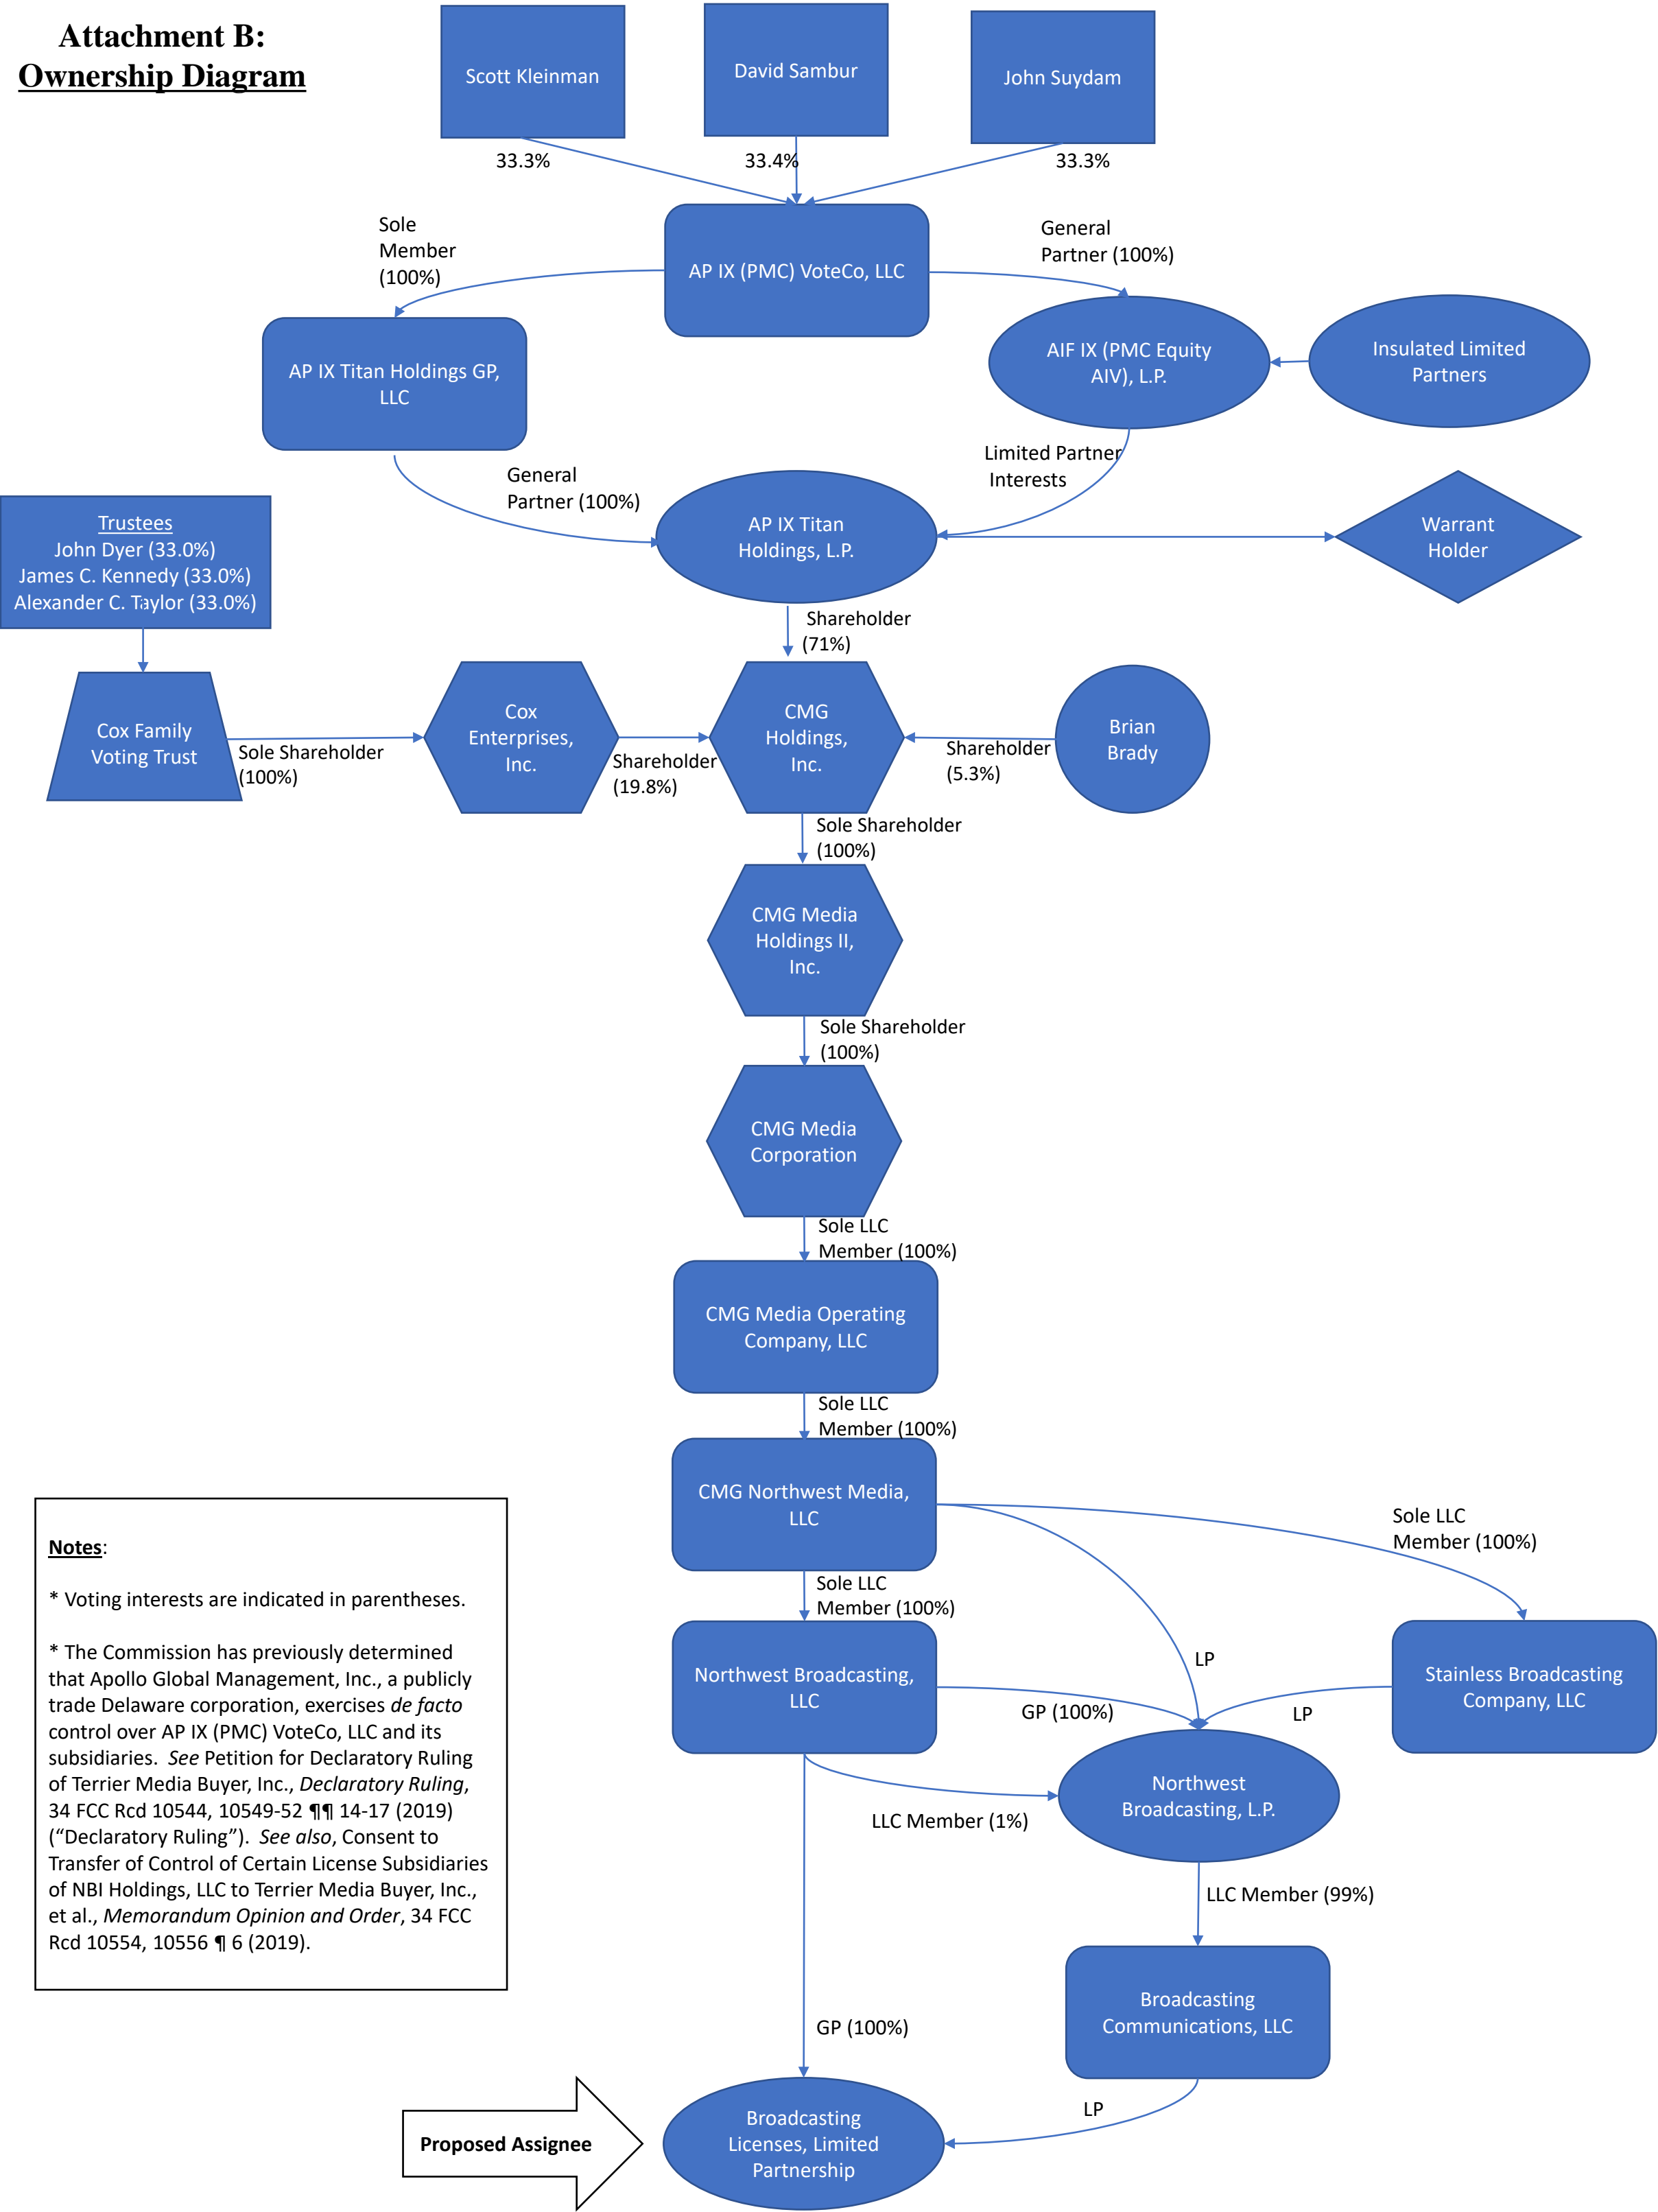 Attachment B:
Ownership Diagram
Scott Kleinman
David Sambur
John Suydam
33.3%
33.4%
33.3%
Sole
Member
(100%)
AP IX (PMC) VoteCo, LLC
General
Partner (100%)
AP IX Titan Holdings GP,
LLC
AIF IX (PMC Equity
AIV), L.P.
Insulated Limited
Partners
General
Partner (100%)
Limited Partner
Interests
AP IX Titan
Holdings, L.P.
Warrant
Holder
Trustees
John Dyer (33.0%)
James C. Kennedy (33.0%)
Alexander C. Taylor (33.0%)
Shareholder
(71%)
Cox Family
Voting Trust
Sole Shareholder
(100%)
Cox
Enterprises,
Inc.
Shareholder
(19.8%)
CMG
Holdings,
Inc.
Shareholder
(5.3%)
Brian
Brady
Sole Shareholder
(100%)
CMG Media
Holdings II,
Inc.
Sole Shareholder
(100%)
CMG Media
Corporation
Sole LLC
Member (100%)
CMG Media Operating
Company, LLC
Sole LLC
Member (100%)
CMG Northwest Media,
LLC
Sole LLC
Member (100%)
Sole LLC
Member (100%)
Northwest Broadcasting,
LLC
LP
GP (100%)
LP
Stainless Broadcasting
Company, LLC
Northwest
Broadcasting, L.P.
LLC Member (1%)
LLC Member (99%)
Broadcasting
Communications, LLC
GP (100%)
LP
Proposed Assignee
Broadcasting
Licenses, Limited
Partnership
Notes:
* Voting interests are indicated in parentheses.
* The Commission has previously determined
that Apollo Global Management, Inc., a publicly
trade Delaware corporation, exercises de facto
control over AP IX (PMC) VoteCo, LLC and its
subsidiaries. See Petition for Declaratory Ruling
of Terrier Media Buyer, Inc., Declaratory Ruling,
34 FCC Rcd 10544, 10549-52 ¶¶ 14-17 (2019)
(“Declaratory Ruling”). See also, Consent to
Transfer of Control of Certain License Subsidiaries
of NBI Holdings, LLC to Terrier Media Buyer, Inc.,
et al., Memorandum Opinion and Order, 34 FCC
Rcd 10554, 10556 ¶ 6 (2019).